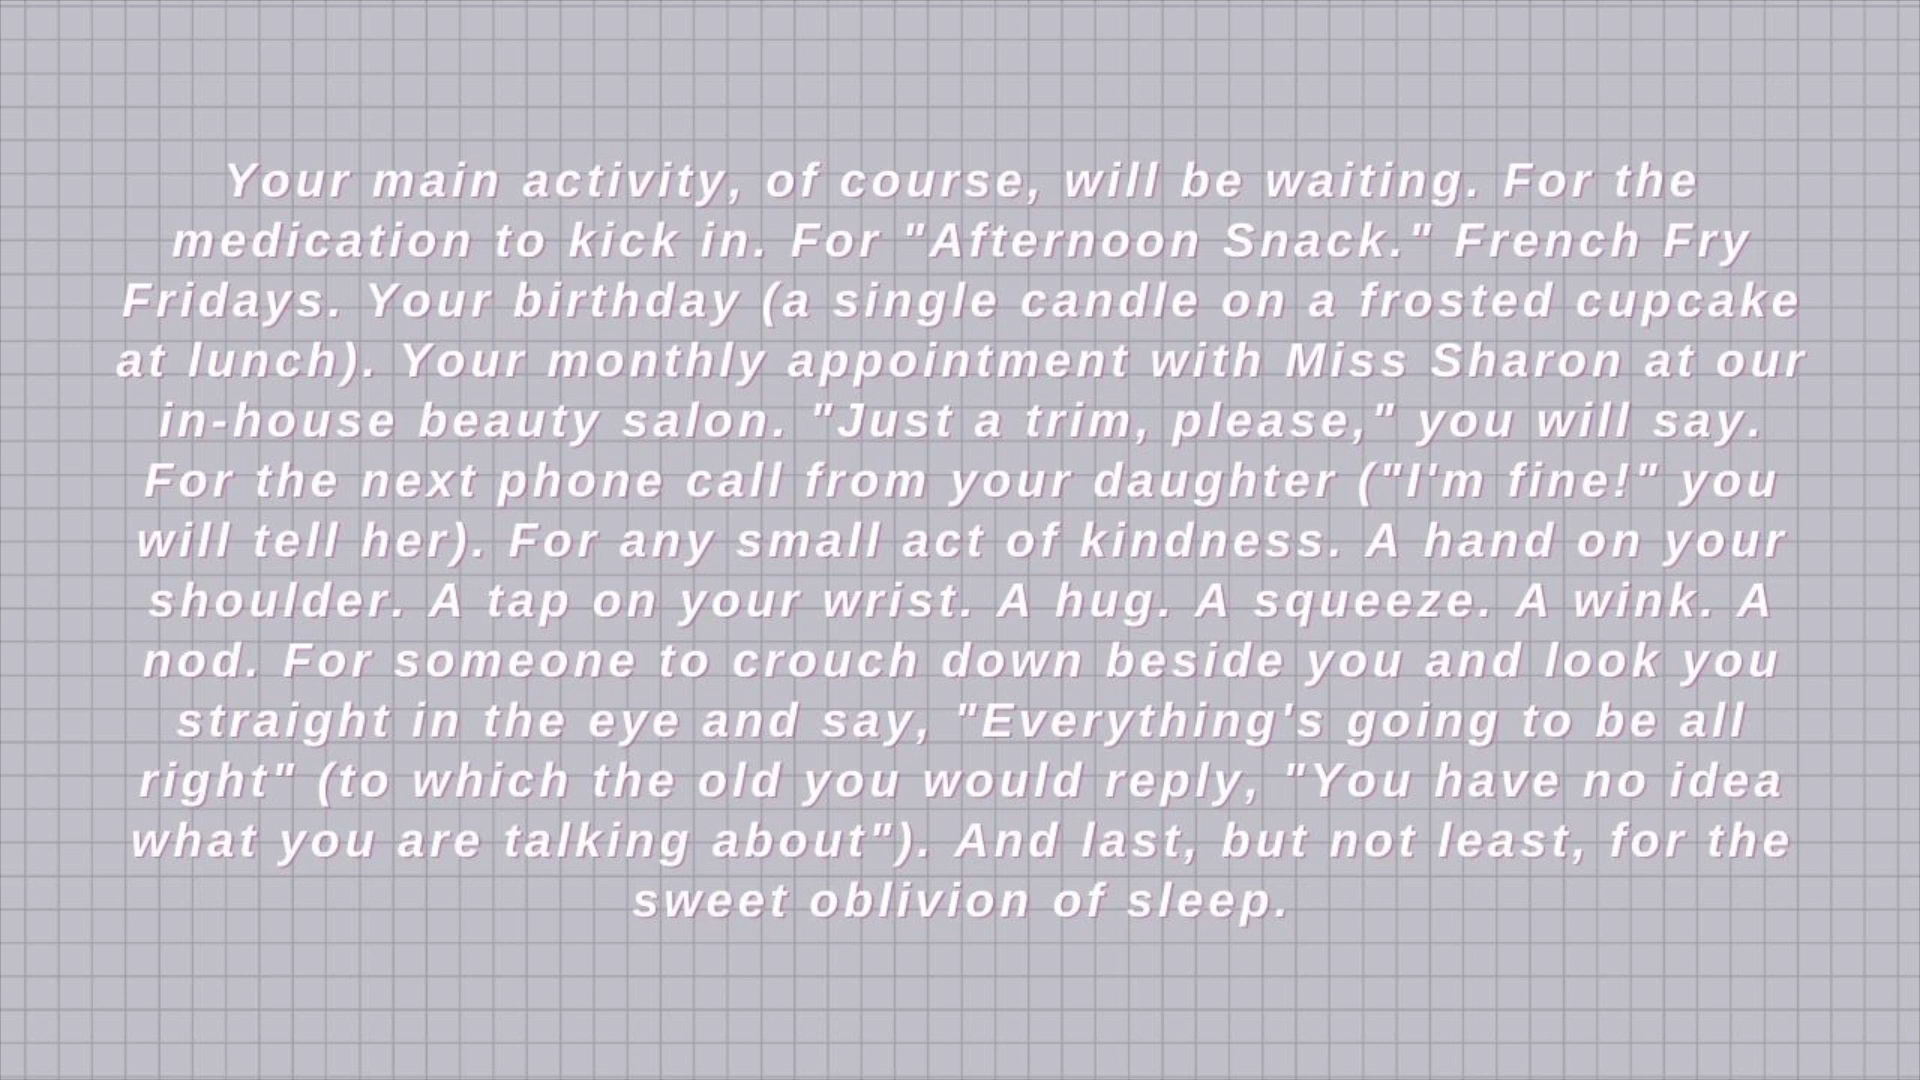 Your main activity, of course, will be waiting. For the
medication to kick in. For "Afternoon Snack." French Fry
Fridays. Your birthday (a single candle on a frosted cupcake
at lunch). Your monthly appointment with Miss Sharon at our
in-house beauty salon. "Just a trim, please," you will say.
For the next phone call from your daughter ("I'm fine!" you
will tell her). For any small act of kindness. A hand on your
shoulder. A tap on your wrist. A hug. A squeeze. A wink. A
nod. For someone to crouch down beside you and look you
straight in the eye and say, "Everything's going to be all
right" (to which the old you would reply, "You have no idea
what you are talking about"). And last, but not least, for the
sweet oblivion of sleep.